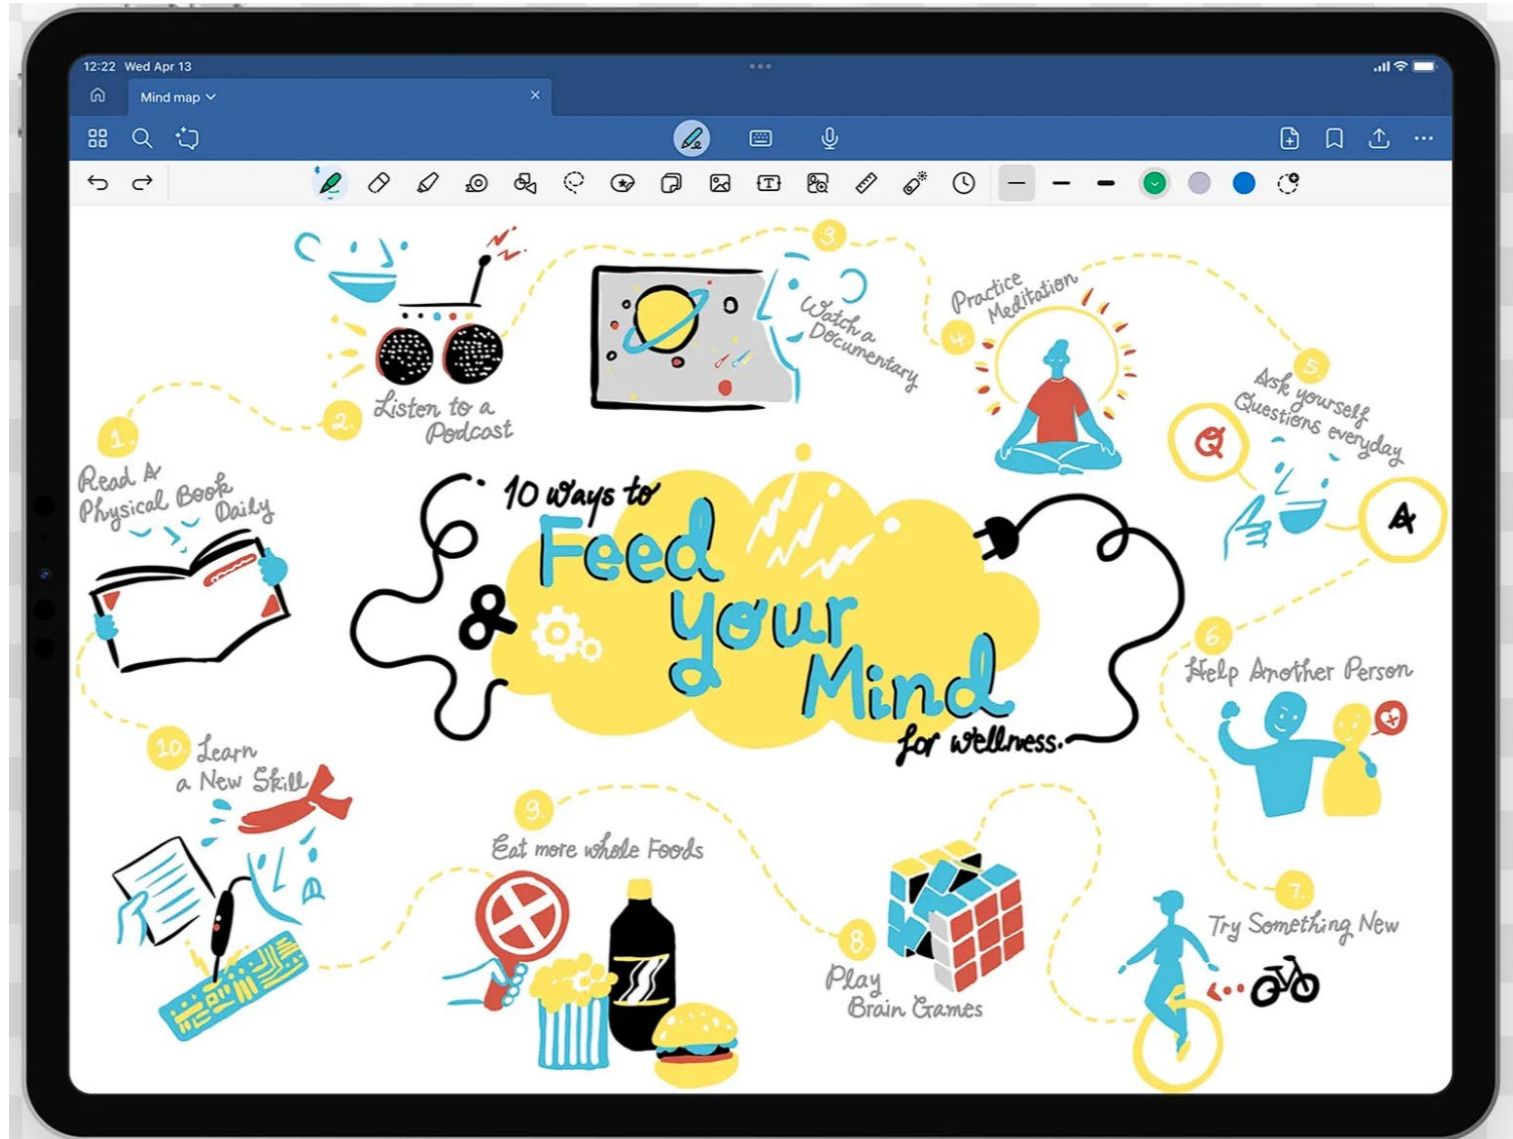 12:22 Wed Apr 13
Mind map
T
1.
Read A
Physical Book
Daily
2.
Listen to a
Podcast
3.
Watch a
Documentary
4.
Practice
Meditation
5.
Ask yourself
Questions everyday
Q
A
10 Ways to
Feed
your
Mind
for wellness.
6.
Help Another Person
7.
Try Something New
8.
Play
Brain Games
9.
Eat more whole Foods
10.
Learn
a New Skill